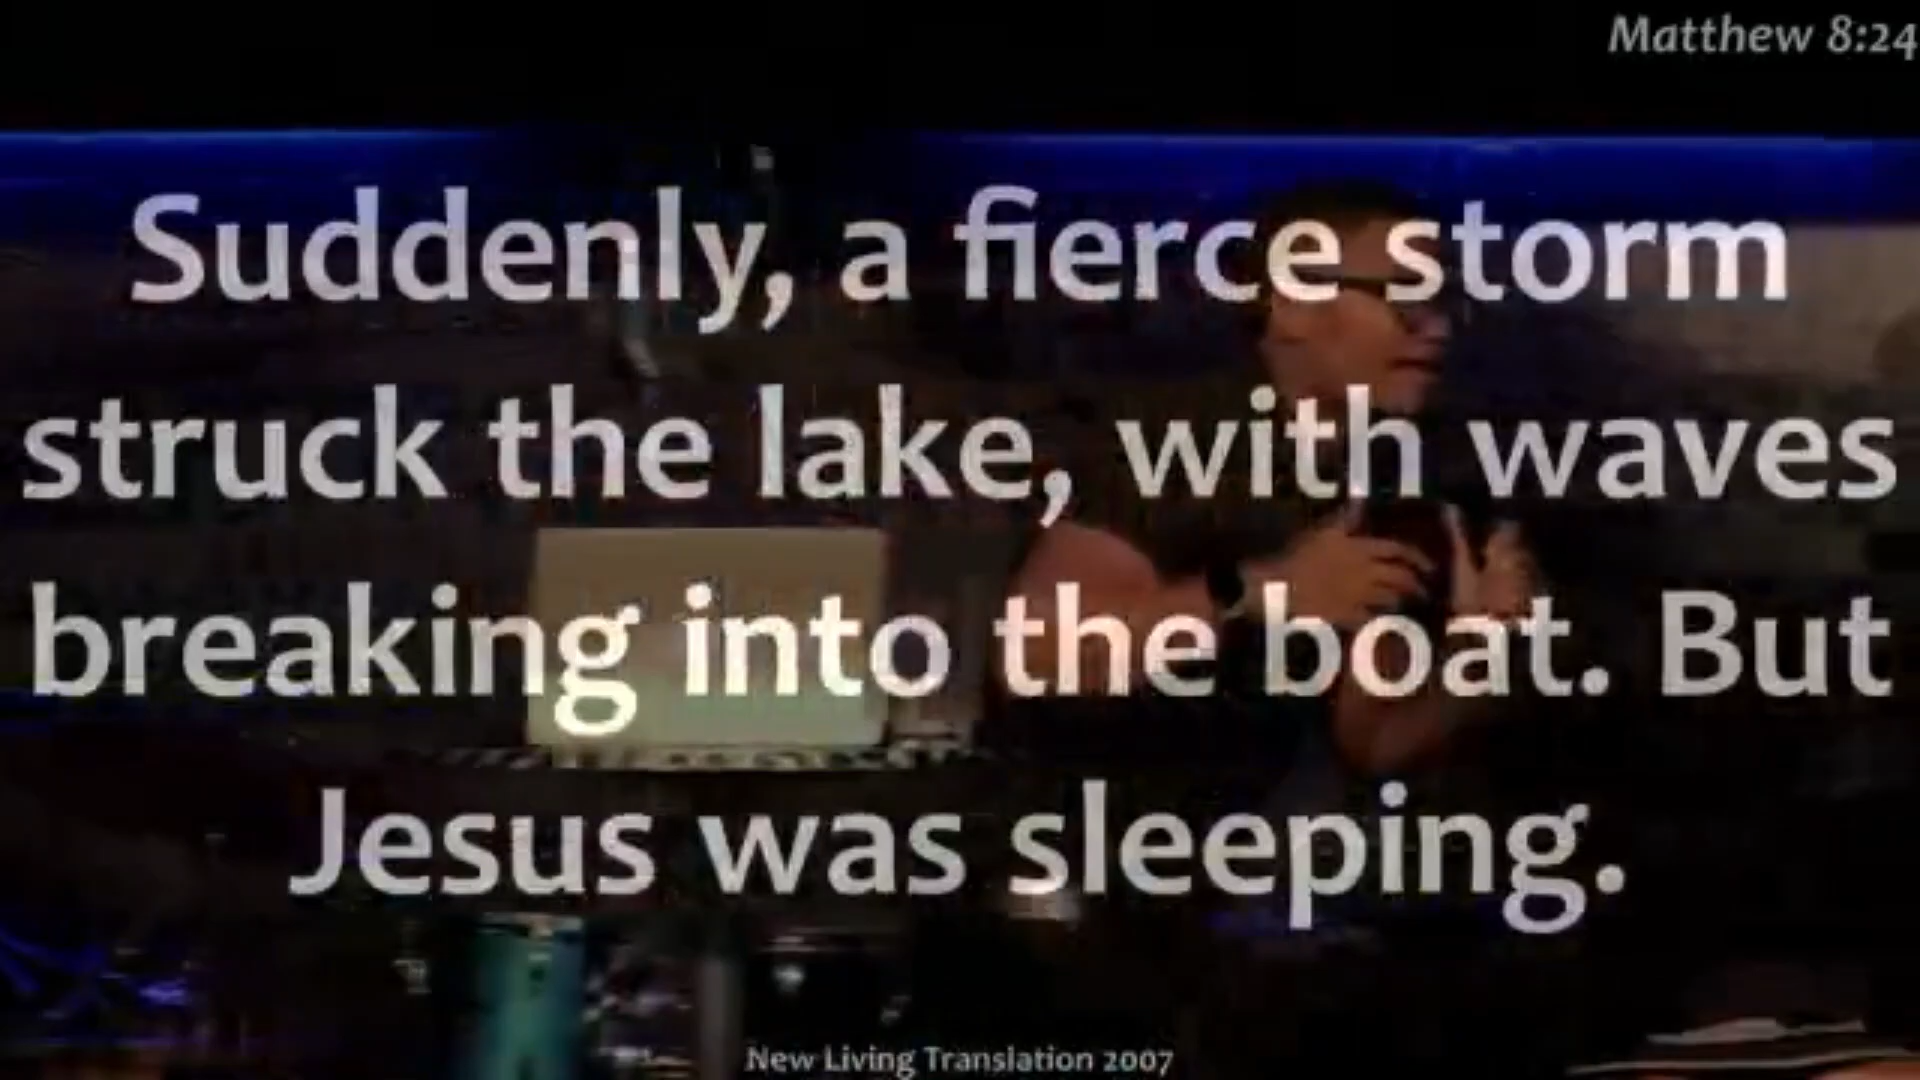 Matthew 8:24
Suddenly, a fierce storm
struck the lake, with waves
breaking into the boat. But
Jesus was sleeping.
New Living Translation 2007